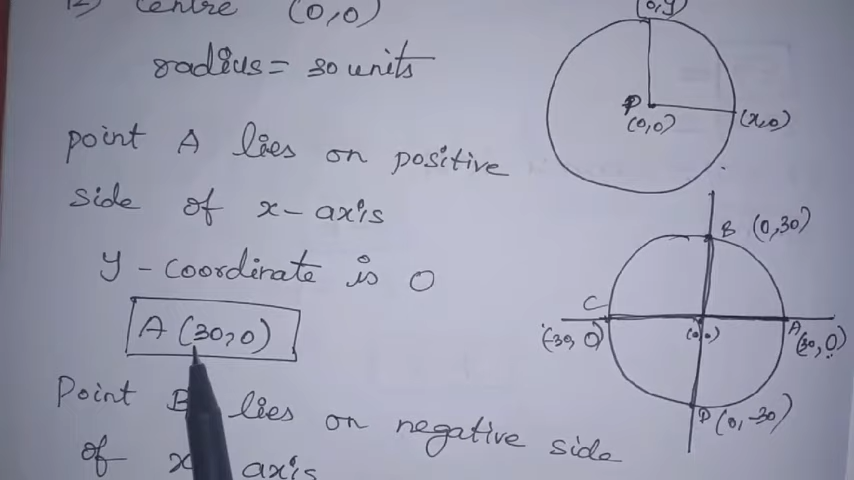 centre (0,0)
radius = 30 units
point A lies on positive
side of x-axis
y-coordinate is 0
A (30,0)
Point B lies on negative side
of x axis
(0,y)
P
(0,0)
(x,0)
B (0,30)
C
(-30,0)
(0,0)
A
(30,0)
D (0,-30)